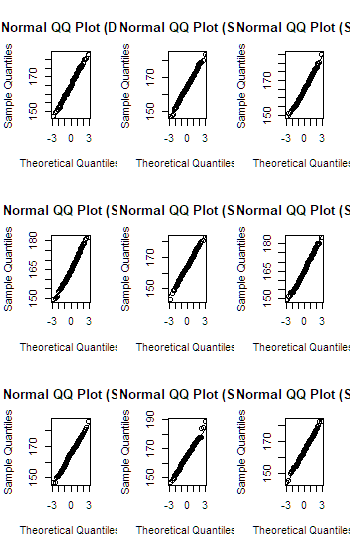 Normal QQ Plot (D
Normal QQ Plot (S
Normal QQ Plot (S
Sample Quantiles
150 170
-3 0 3
Theoretical Quantiles
Sample Quantiles
150 170
-3 0 3
Theoretical Quantiles
Sample Quantiles
150 170
-3 0 3
Theoretical Quantiles
Normal QQ Plot (S
Normal QQ Plot (S
Normal QQ Plot (S
Sample Quantiles
150 165 180
-3 0 3
Theoretical Quantiles
Sample Quantiles
150 170
-3 0 3
Theoretical Quantiles
Sample Quantiles
150 165 180
-3 0 3
Theoretical Quantiles
Normal QQ Plot (S
Normal QQ Plot (S
Normal QQ Plot (S
Sample Quantiles
150 170
-3 0 3
Theoretical Quantiles
Sample Quantiles
150 170 190
-3 0 3
Theoretical Quantiles
Sample Quantiles
150 170
-3 0 3
Theoretical Quantiles